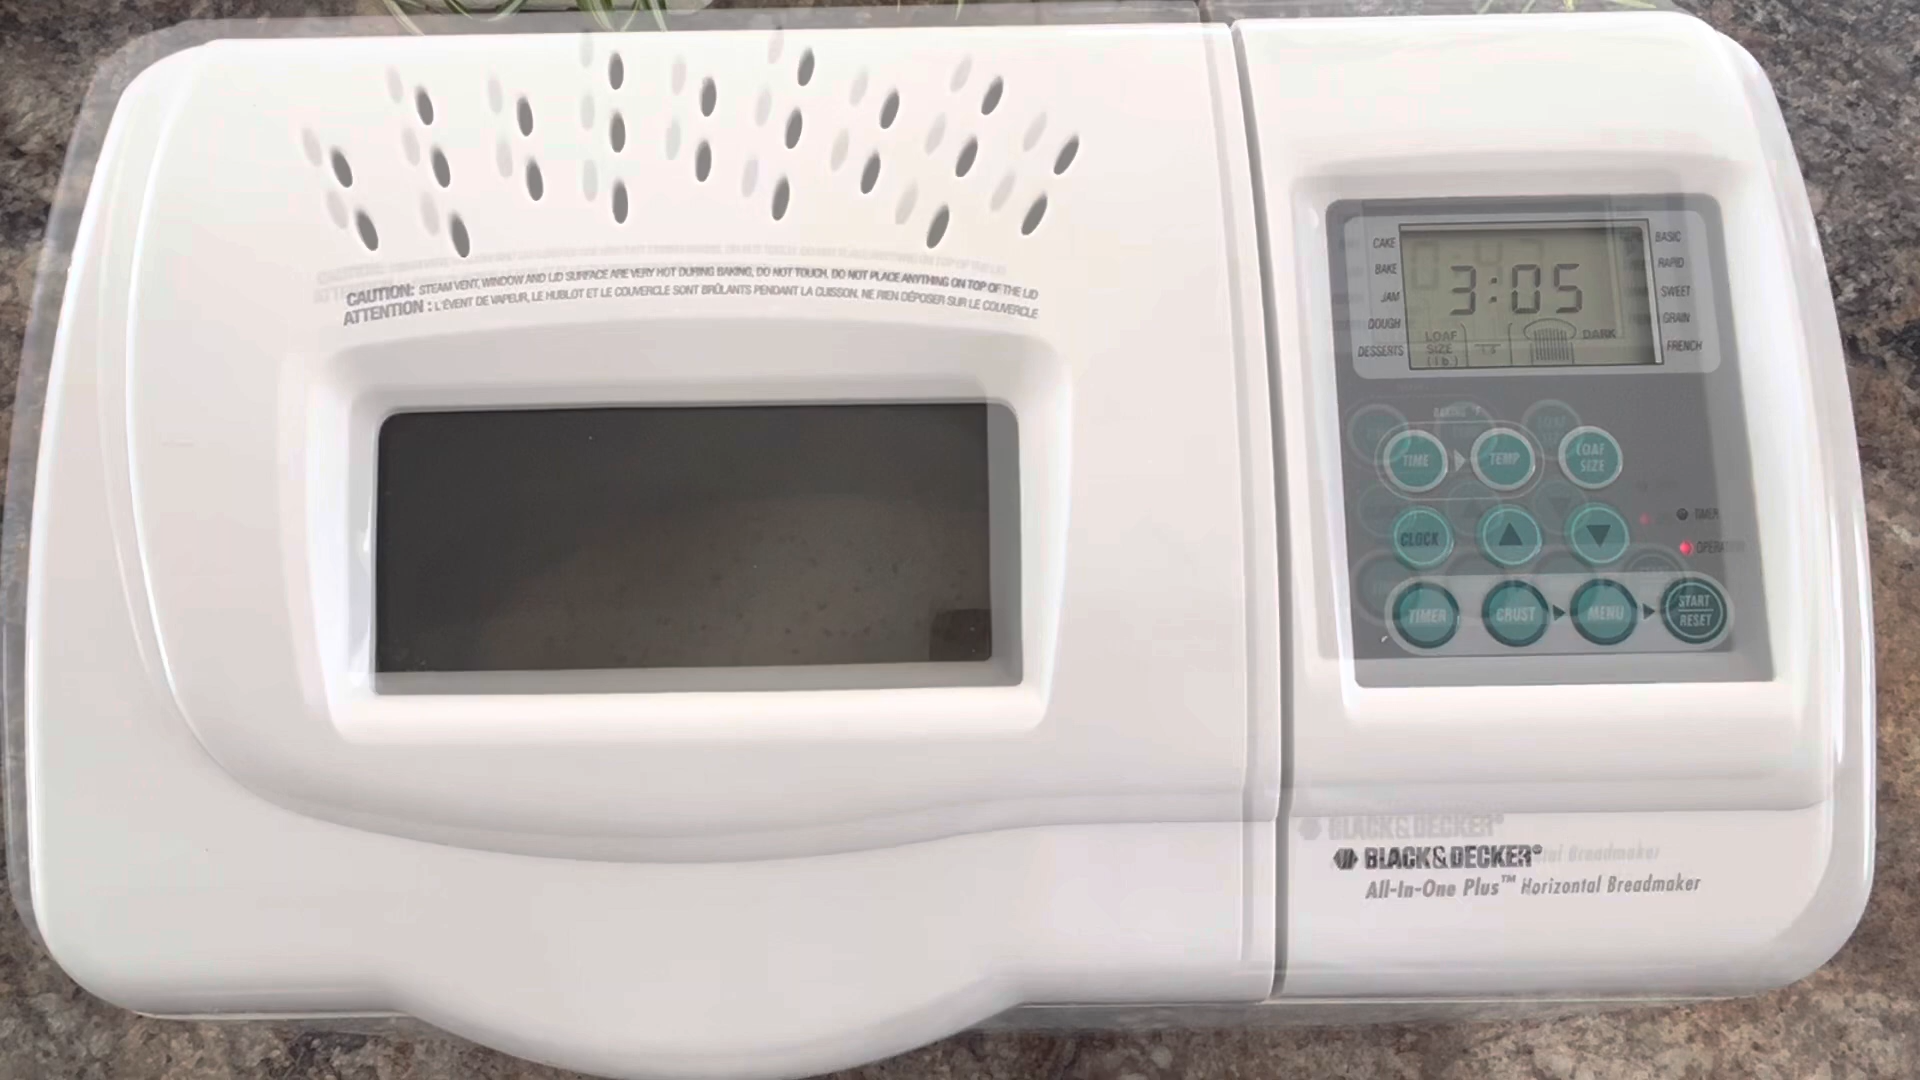 CAUTION: STEAM VENT, WINDOW AND LID SURFACE ARE VERY HOT DURING BAKING, DO NOT TOUCH. DO NOT PLACE ANYTHING ON TOP OF THE LID
ATTENTION : L'ÉVENT DE VAPEUR, LE HUBLOT ET LE COUVERCLE SONT BRÛLANTS PENDANT LA CUISSON. NE RIEN DÉPOSER SUR LE COUVERCLE
CAKE
BAKE
JAM
DOUGH
DESSERTS
3:05
LOAF
SIZE
(lb.)
DARK
BASIC
RAPID
SWEET
GRAIN
FRENCH
BAKING °F
TIME TEMP LOAF SIZE
CLOCK
TIMER
OPERATION
TIMER CRUST MENU START RESET
BLACK&DECKER®
All-In-One Plus™ Horizontal Breadmaker